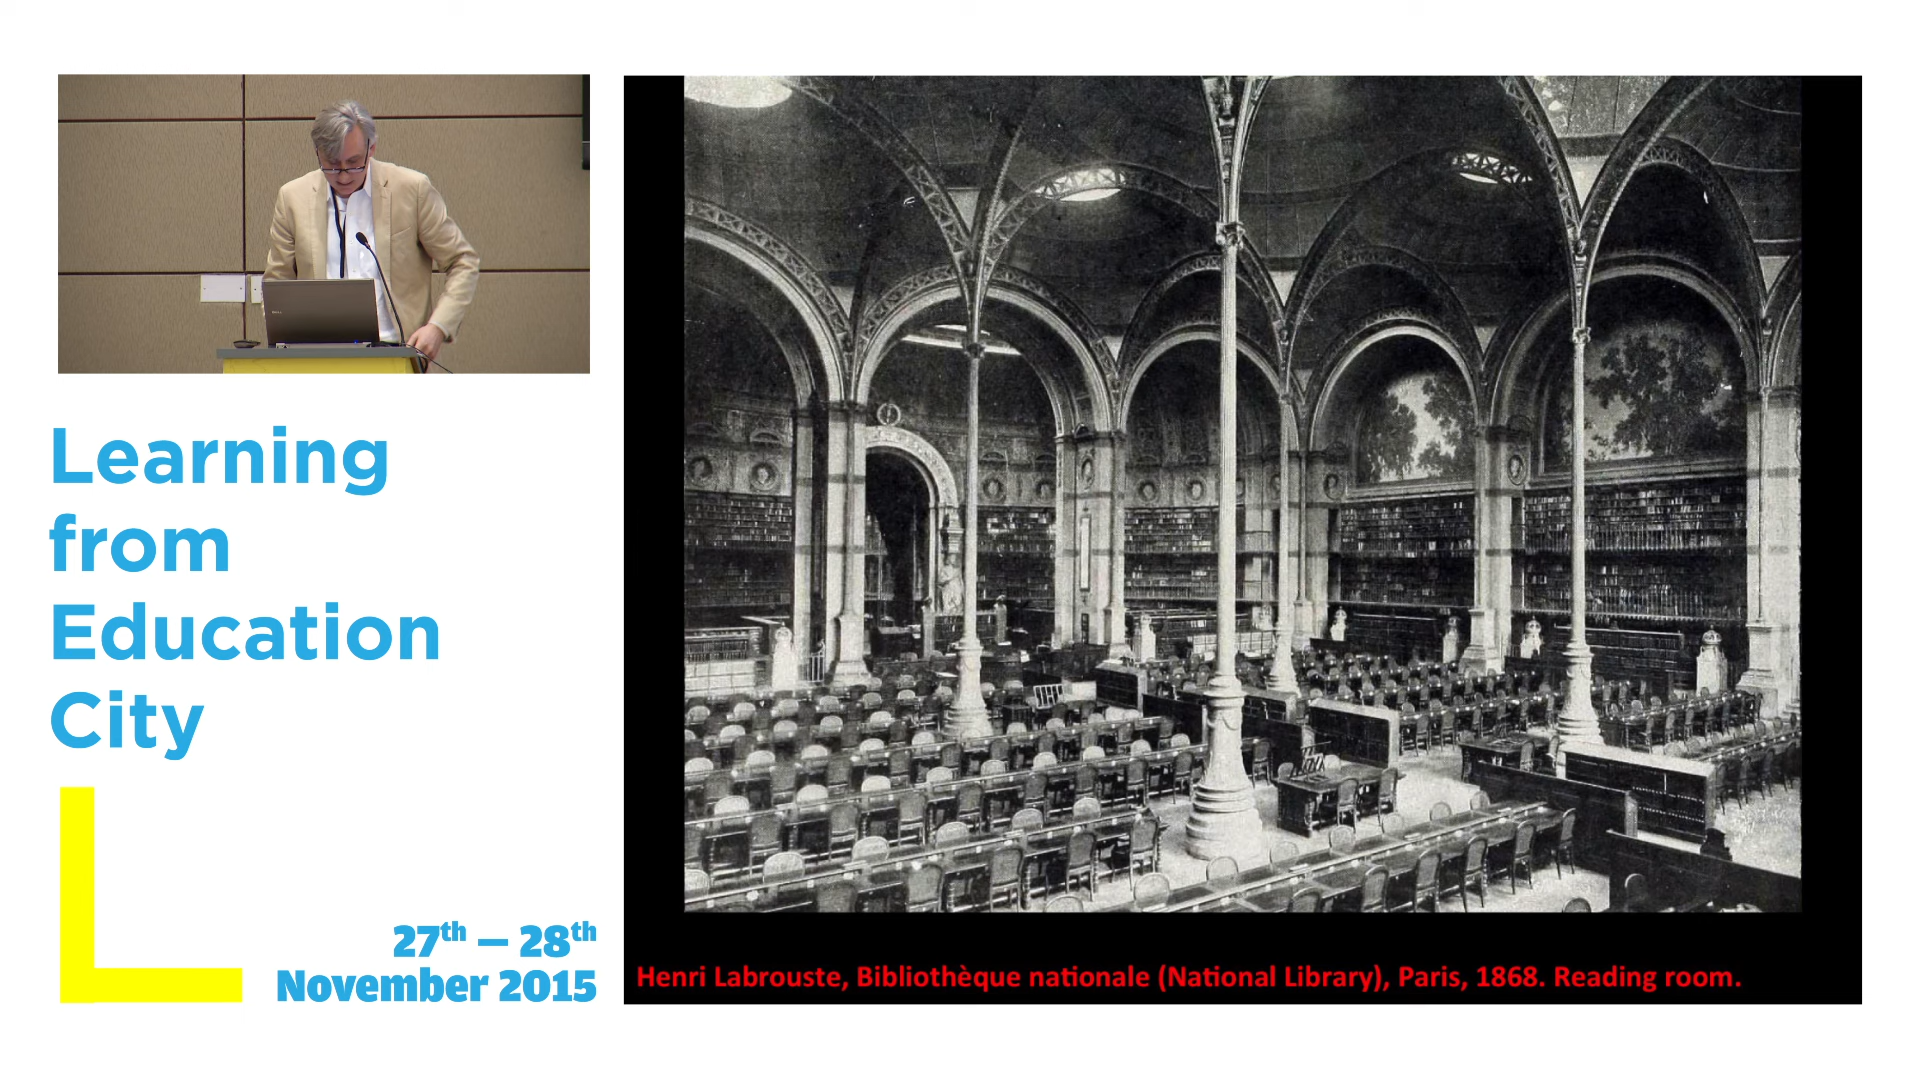 Learning
from
Education
City
27th – 28th
November 2015
Henri Labrouste, Bibliothèque nationale (National Library), Paris, 1868. Reading room.